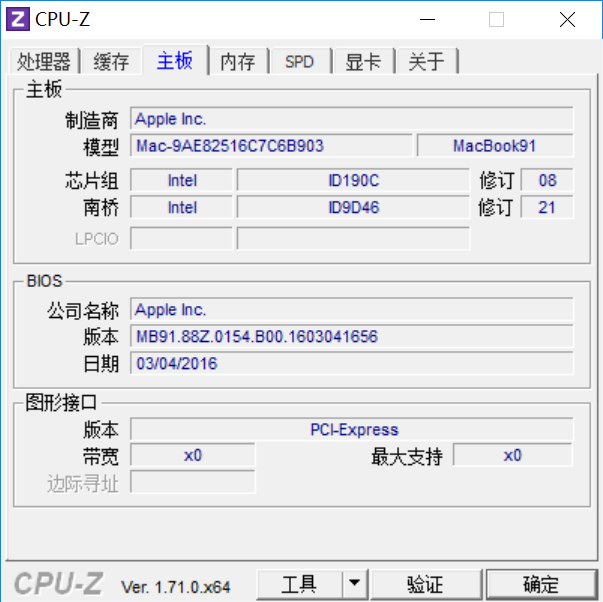 CPU-Z
处理器 缓存 主板 内存 SPD 显卡 关于
主板
制造商 Apple Inc.
模型 Mac-9AE82516C7C6B903 MacBook91
芯片组 Intel ID190C 修订 08
南桥 Intel ID9D46 修订 21
LPCIO
BIOS
公司名称 Apple Inc.
版本 MB91.88Z.0154.B00.1603041656
日期 03/04/2016
图形接口
版本 PCI-Express
带宽 x0 最大支持 x0
边际寻址
CPU-Z Ver. 1.71.0.x64 工具 验证 确定